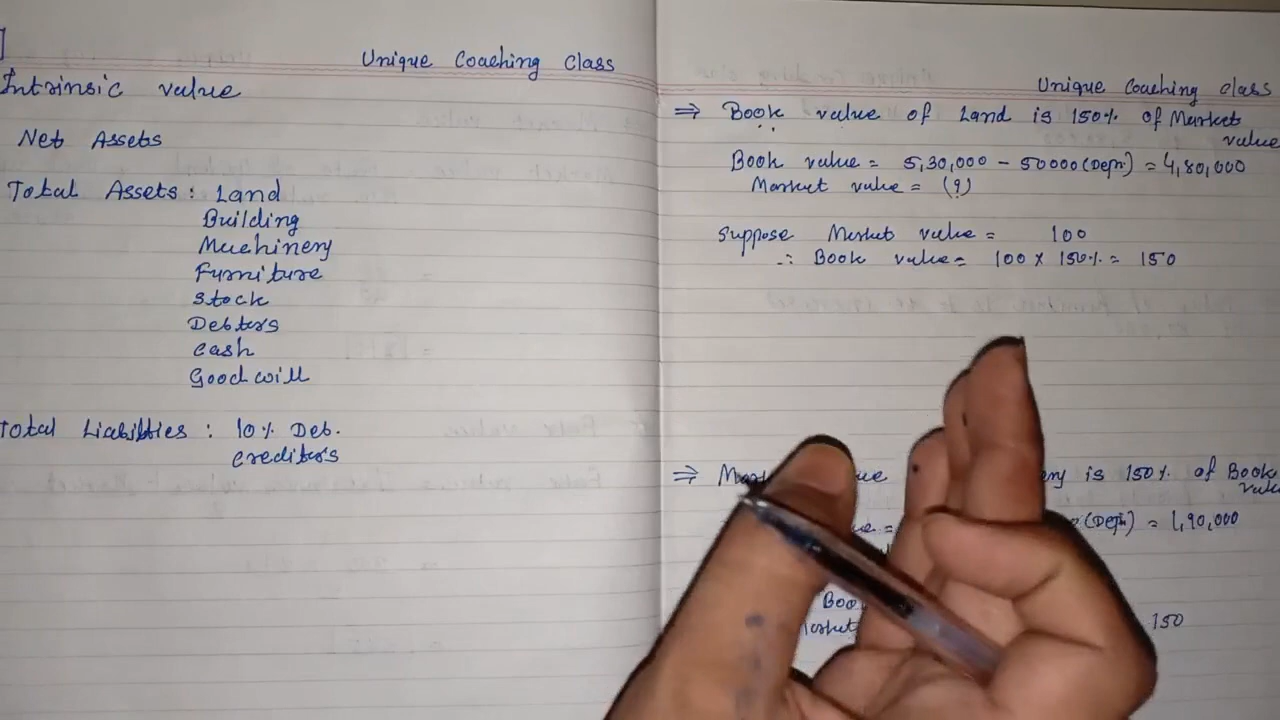 Unique Coaching Class
Intrinsic value
Net Assets
Total Assets : Land
Building
Muchinery
Furniture
Stock
Debtors
Cash
Goodwill
Total Liabilties : 10% Deb.
Creditors
Unique Coaching Class
⇒ Book value of Land is 150% of Market
value
Book value = 5,30,000 - 50000 (Depn) = 4,80,000
Market value = (?)
Suppose Market value = 100
∴ Book value = 100 x 150% = 150
⇒ is 150% of Book
value
(Depn) = 1,90,000
150